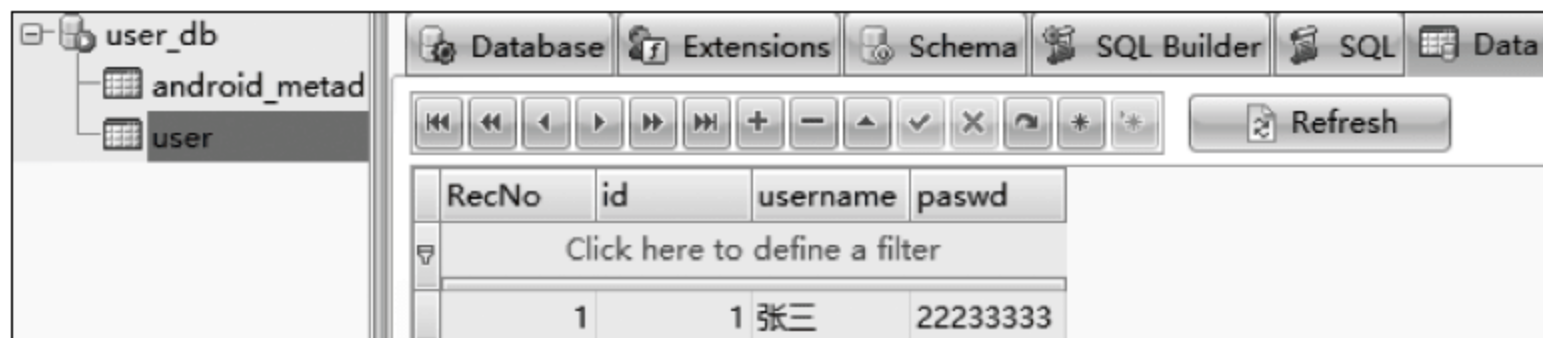 user_db
android_metad
user
Database Extensions Schema SQL Builder SQL Data
Refresh
RecNo id username paswd
Click here to define a filter
1 1 张三 22233333